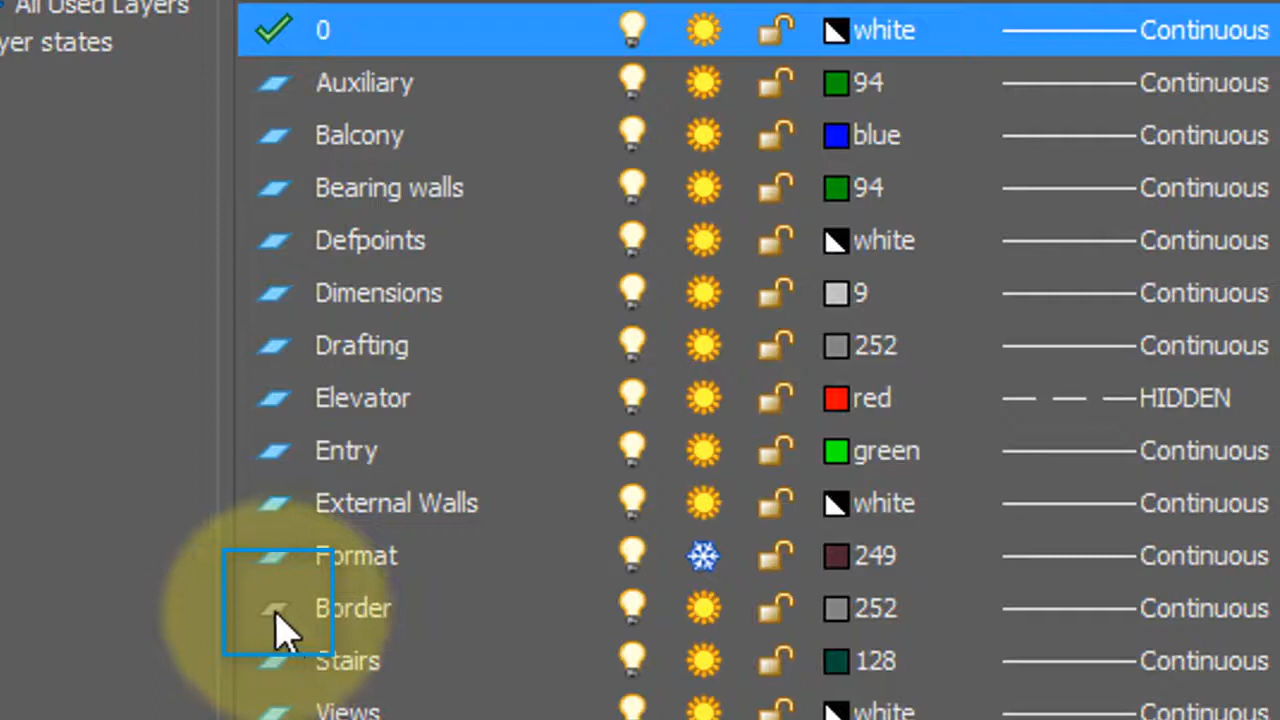 All Used Layers
yer states
0 white Continuous
Auxiliary 94 Continuous
Balcony blue Continuous
Bearing walls 94 Continuous
Defpoints white Continuous
Dimensions 9 Continuous
Drafting 252 Continuous
Elevator red HIDDEN
Entry green Continuous
External Walls white Continuous
Format 249 Continuous
Border 252 Continuous
Stairs 128 Continuous
Views white Continuous